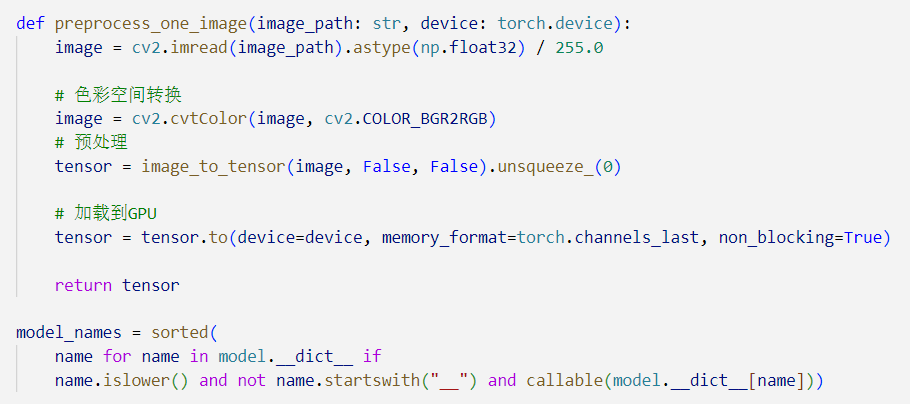 def preprocess_one_image(image_path: str, device: torch.device):
    image = cv2.imread(image_path).astype(np.float32) / 255.0
    # 色彩空间转换
    image = cv2.cvtColor(image, cv2.COLOR_BGR2RGB)
    # 预处理
    tensor = image_to_tensor(image, False, False).unsqueeze_(0)
    # 加载到GPU
    tensor = tensor.to(device=device, memory_format=torch.channels_last, non_blocking=True)
    return tensor
model_names = sorted(
    name for name in model.__dict__ if
    name.islower() and not name.startswith("__") and callable(model.__dict__[name]))